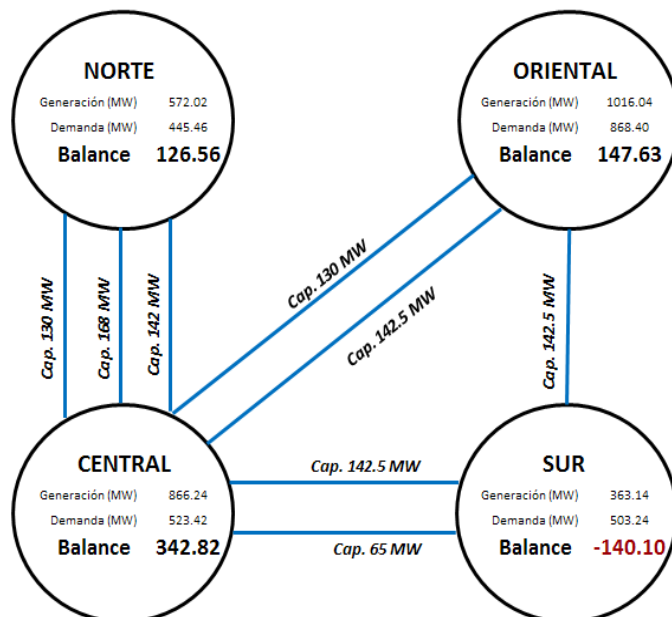 NORTE
Generación (MW) 572.02
Demanda (MW) 445.46
Balance 126.56
ORIENTAL
Generación (MW) 1016.04
Demanda (MW) 868.40
Balance 147.63
Cap. 130 MW
Cap. 168 MW
Cap. 142 MW
Cap. 130 MW
Cap. 142.5 MW
Cap. 142.5 MW
CENTRAL
Generación (MW) 866.24
Demanda (MW) 523.42
Balance 342.82
Cap. 142.5 MW
Cap. 65 MW
SUR
Generación (MW) 363.14
Demanda (MW) 503.24
Balance -140.10